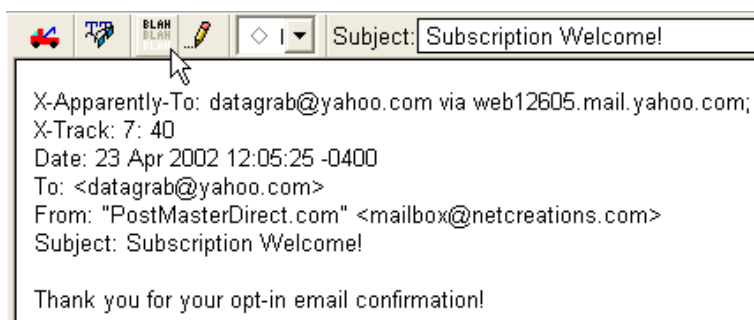 BLAH
BLAH
BLAH
Subject: Subscription Welcome!
X-Apparently-To: datagrab@yahoo.com via web12605.mail.yahoo.com;
X-Track: 7: 40
Date: 23 Apr 2002 12:05:25 -0400
To: <datagrab@yahoo.com>
From: "PostMasterDirect.com" <mailbox@netcreations.com>
Subject: Subscription Welcome!
Thank you for your opt-in email confirmation!